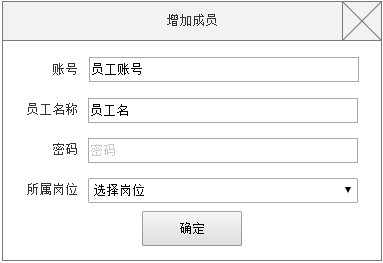 增加成员
账号 员工账号
员工名称 员工名
密码 密码
所属岗位 选择岗位
确定